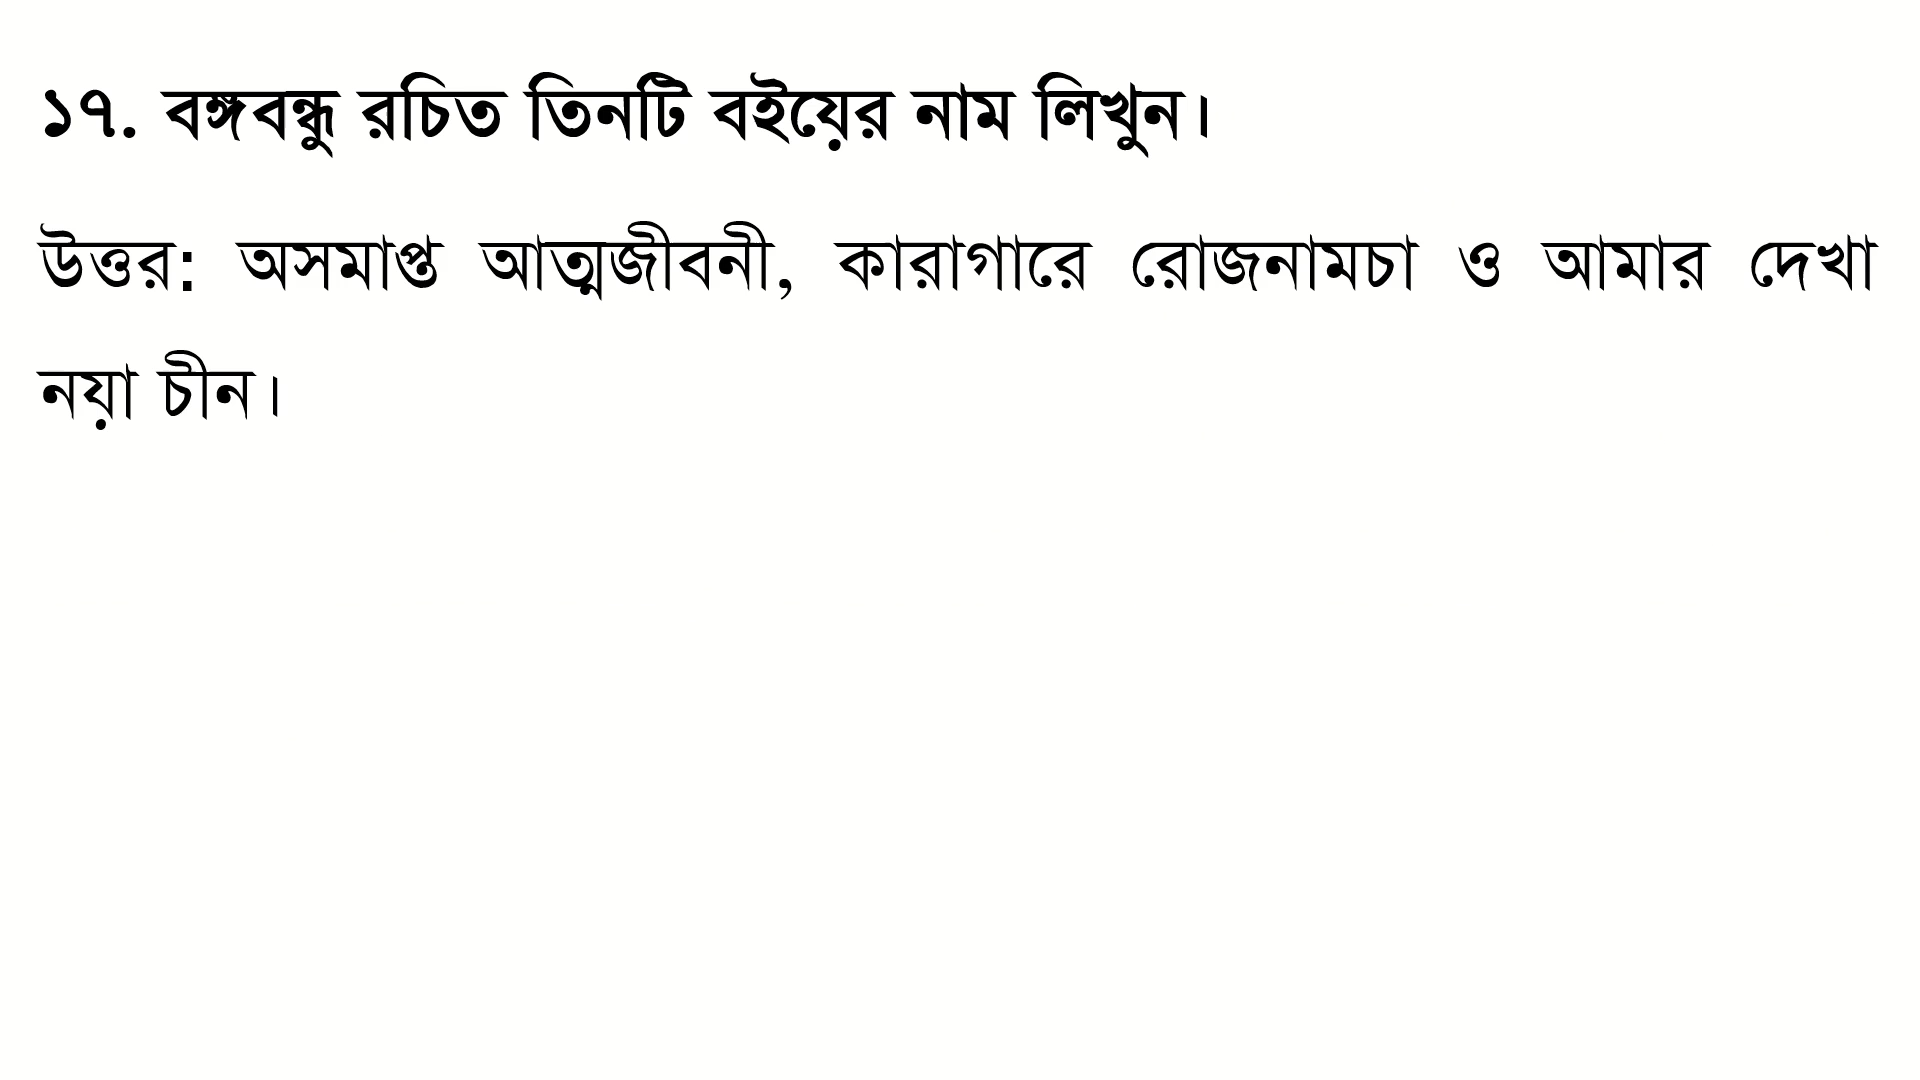 ১৭. বঙ্গবন্ধু রচিত তিনটি বইয়ের নাম লিখুন।
উত্তর: অসমাপ্ত আত্মজীবনী, কারাগারে রোজনামচা ও আমার দেখা
নয়া চীন।